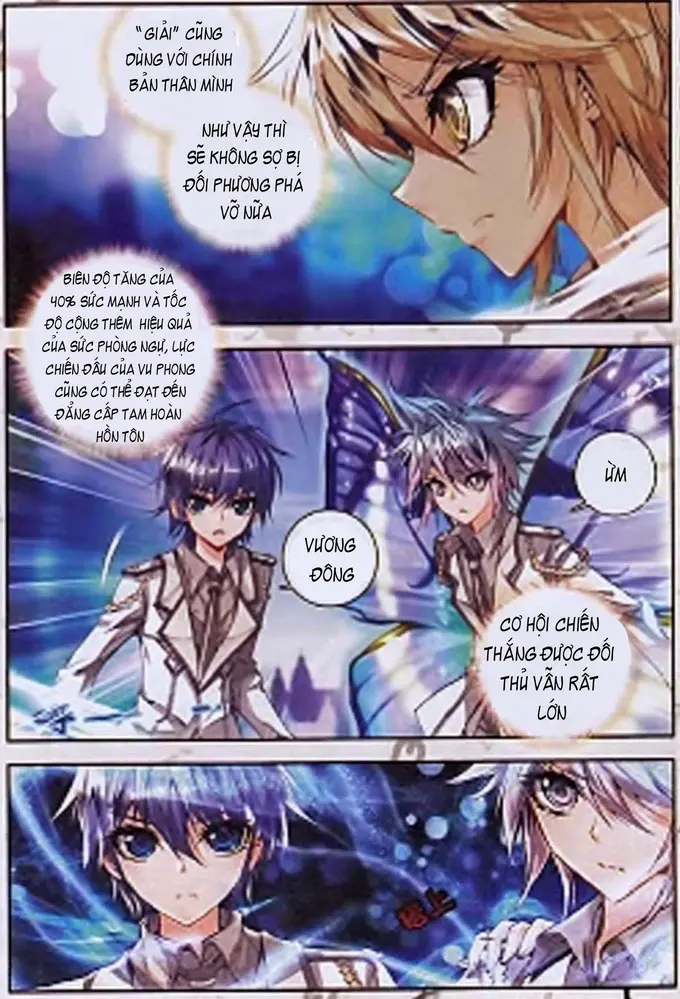 "GIẢI" CŨNG
DÙNG VỚI CHÍNH
BẢN THÂN MÌNH
NHƯ VẬY THÌ
SẼ KHÔNG SỢ BỊ
ĐỐI PHƯƠNG PHÁ
VỠ NỮA
BIÊN ĐỘ TĂNG CỦA
40% SỨC MẠNH VÀ TỐC
ĐỘ CỘNG THÊM HIỆU QUẢ
CỦA SỨC PHÒNG NGỰ, LỰC
CHIẾN ĐẤU CỦA VU PHONG
CŨNG CÓ THỂ ĐẠT ĐẾN
ĐẲNG CẤP TAM HOÀN
HỒN TÔN
VƯƠNG
ĐÔNG
ỪM
CƠ HỘI CHIẾN
THẮNG ĐƯỢC ĐỐI
THỦ VẪN RẤT
LỚN